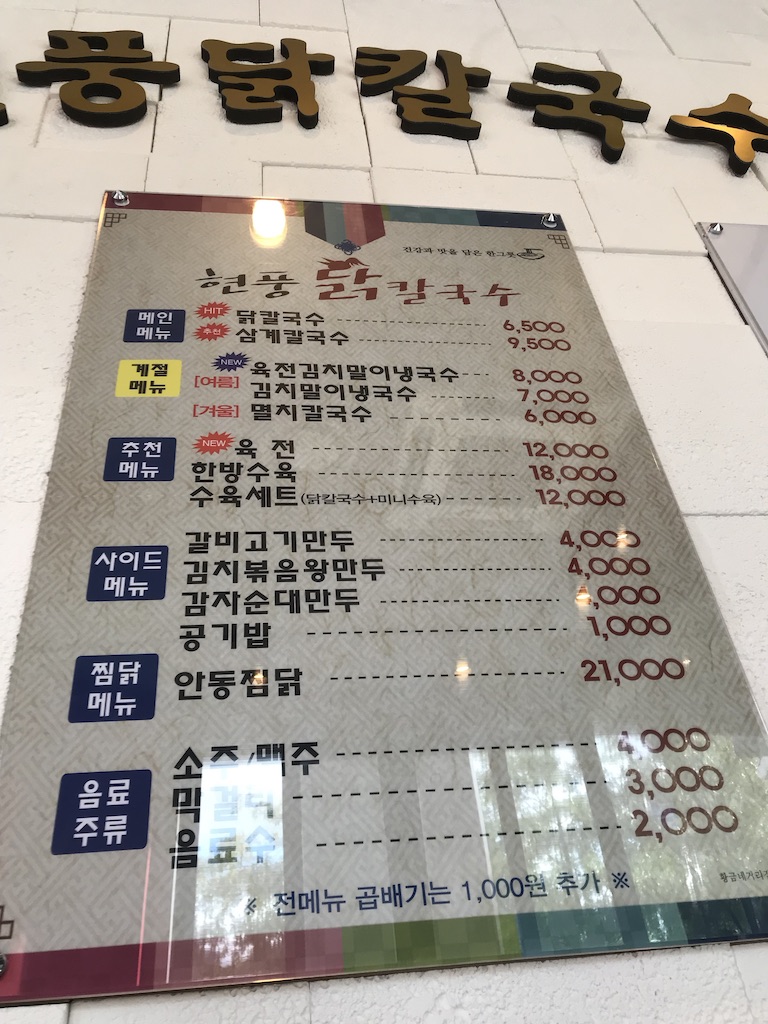 풍닭칼국수
건강과 맛을 담은 한그릇
현풍 닭칼국수
메인 메뉴
HIT 닭칼국수 6,500
추천 삼계칼국수 9,500
계절 메뉴
NEW 육전김치말이냉국수 8,000
[여름] 김치말이냉국수 7,000
[겨울] 멸치칼국수 6,000
추천 메뉴
NEW 육 전 12,000
한방수육 18,000
수육세트(닭칼국수+미니수육) 12,000
사이드 메뉴
갈비고기만두 4,000
김치볶음왕만두 4,000
감자순대만두 ,000
공기밥 1,000
찜닭 메뉴
안동찜닭 21,000
음료 주류
소주/맥주 4,000
막걸리 3,000
음료수 2,000
※ 전메뉴 곱배기는 1,000원 추가 ※
황금네거리